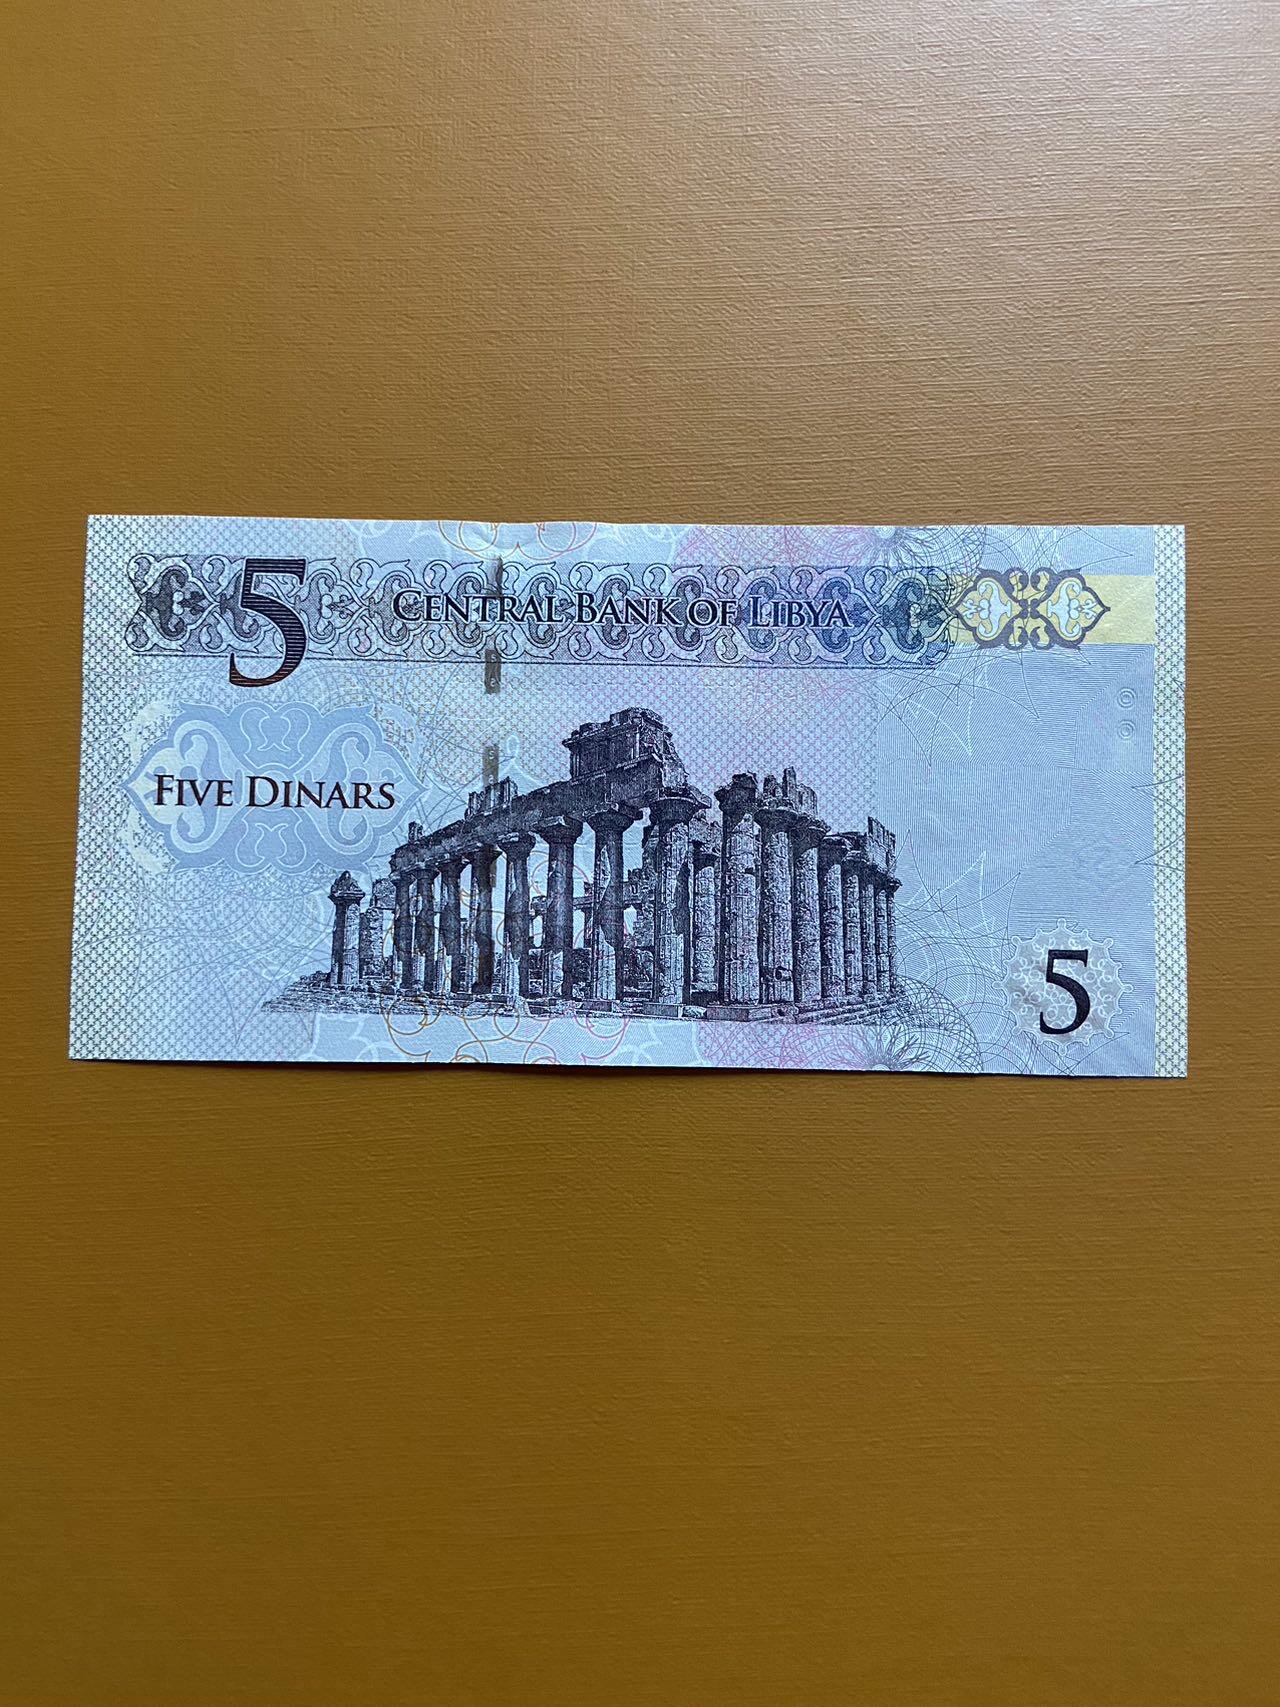 5
CENTRAL BANK OF LIBYA
FIVE DINARS
5